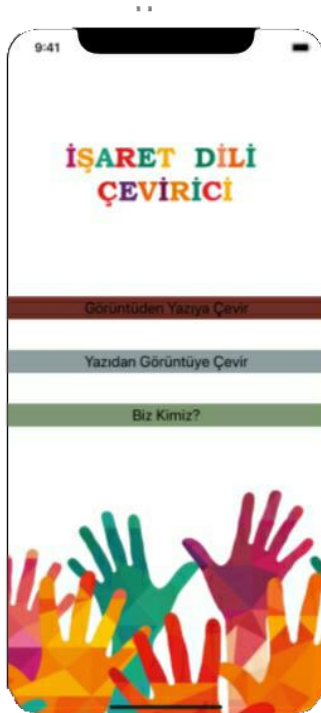 9:41
İŞARET DİLİ
ÇEVİRİCİ
Görüntüden Yazıya Çevir
Yazıdan Görüntüye Çevir
Biz Kimiz?